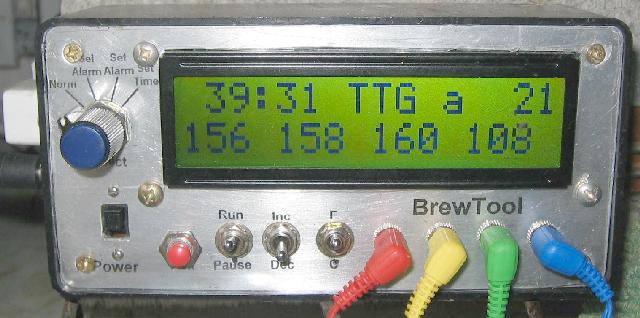 39:31 TTG a 21
156 158 160 108
Set
Alarm
Set
Alarm
Set
Time
Norm
Power
Run
Pause
Inc
Dec
F
C
BrewTool